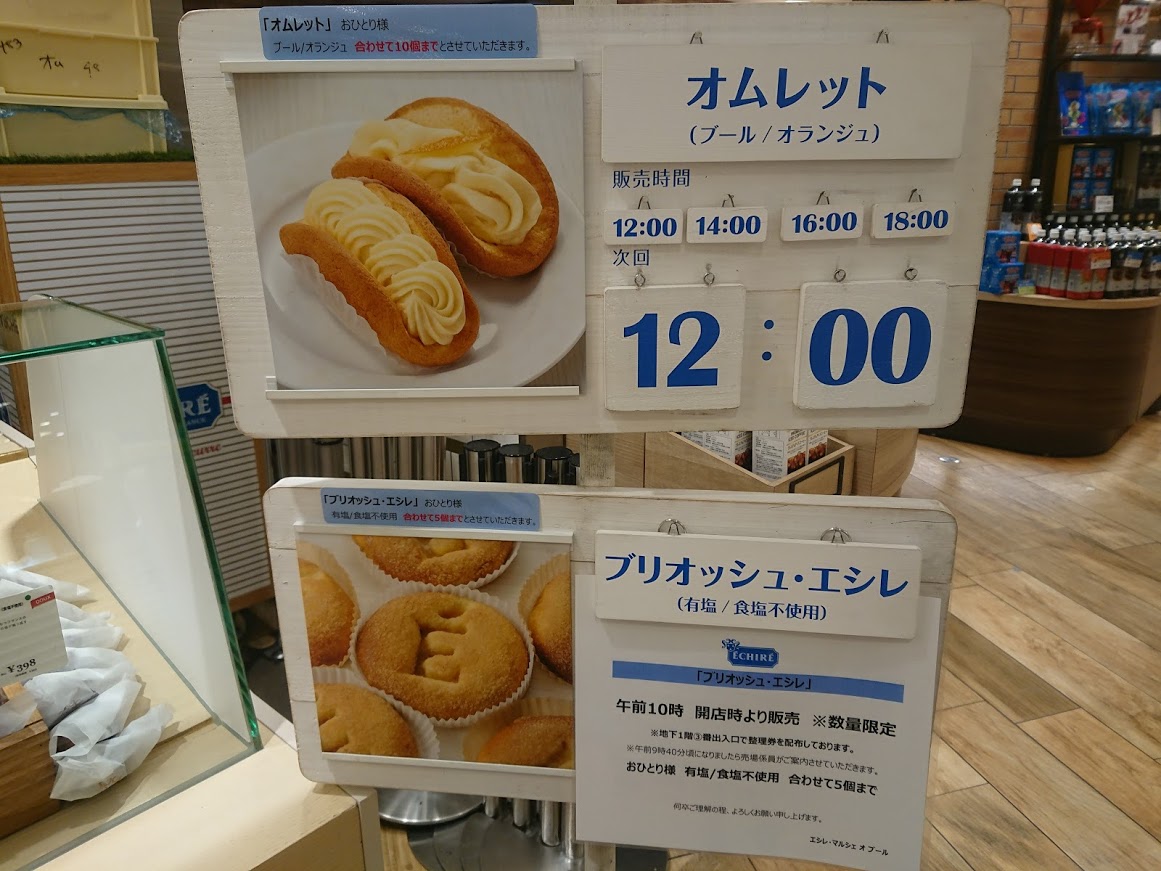 「オムレット」 おひとり様
ブール/オランジュ 合わせて10個までとさせていただきます。
オムレット
(ブール / オランジュ)
販売時間
12:00 14:00 16:00 18:00
次回
12:00
「ブリオッシュ・エシレ」 おひとり様
有塩/食塩不使用 合わせて5個までとさせていただきます。
ブリオッシュ・エシレ
(有塩 / 食塩不使用)
ÉCHIRÉ
「ブリオッシュ・エシレ」
午前10時 開店時より販売 ※数量限定
※地下1階③番出入口で整理券を配布しております。
※午前9時40分頃になりましたら売場係員がご案内させていただきます。
おひとり様 有塩/食塩不使用 合わせて5個まで
何卒ご理解の程、よろしくお願い申し上げます。
エシレ・マルシェ オ ブール
RÉ
¥398
DOUX